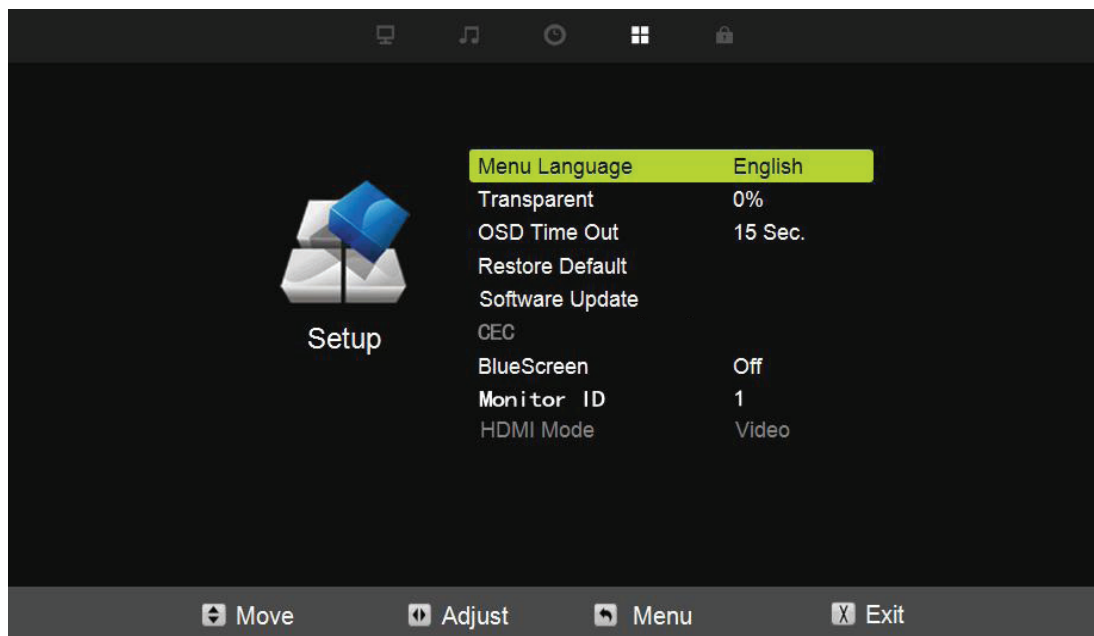 Menu Language English
Transparent 0%
OSD Time Out 15 Sec.
Restore Default
Software Update
Setup
CEC
BlueScreen Off
Monitor ID 1
HDMI Mode Video
Move Adjust Menu X Exit